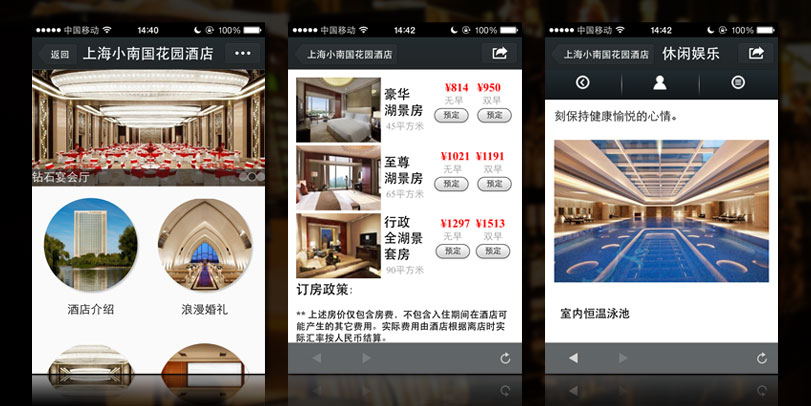 中国移动 14:40 100%
返回 上海小南国花园酒店
钻石宴会厅
酒店介绍 浪漫婚礼
中国移动 14:42 100%
上海小南国花园酒店
豪华
湖景房
45平方米
¥814 ¥950
无早 双早
预定 预定
至尊
湖景房
65平方米
¥1021 ¥1191
无早 双早
预定 预定
行政
全湖景
套房
90平方米
¥1297 ¥1513
无早 双早
预定 预定
订房政策：
** 上述房价仅包含房费，不包含入住期间在酒店可
能产生的其它费用。实际费用由酒店根据离店时实
际汇率按人民币结算。
中国移动 14:42 100%
上海小南国花园酒店 休闲娱乐
刻保持健康愉悦的心情。
室内恒温泳池